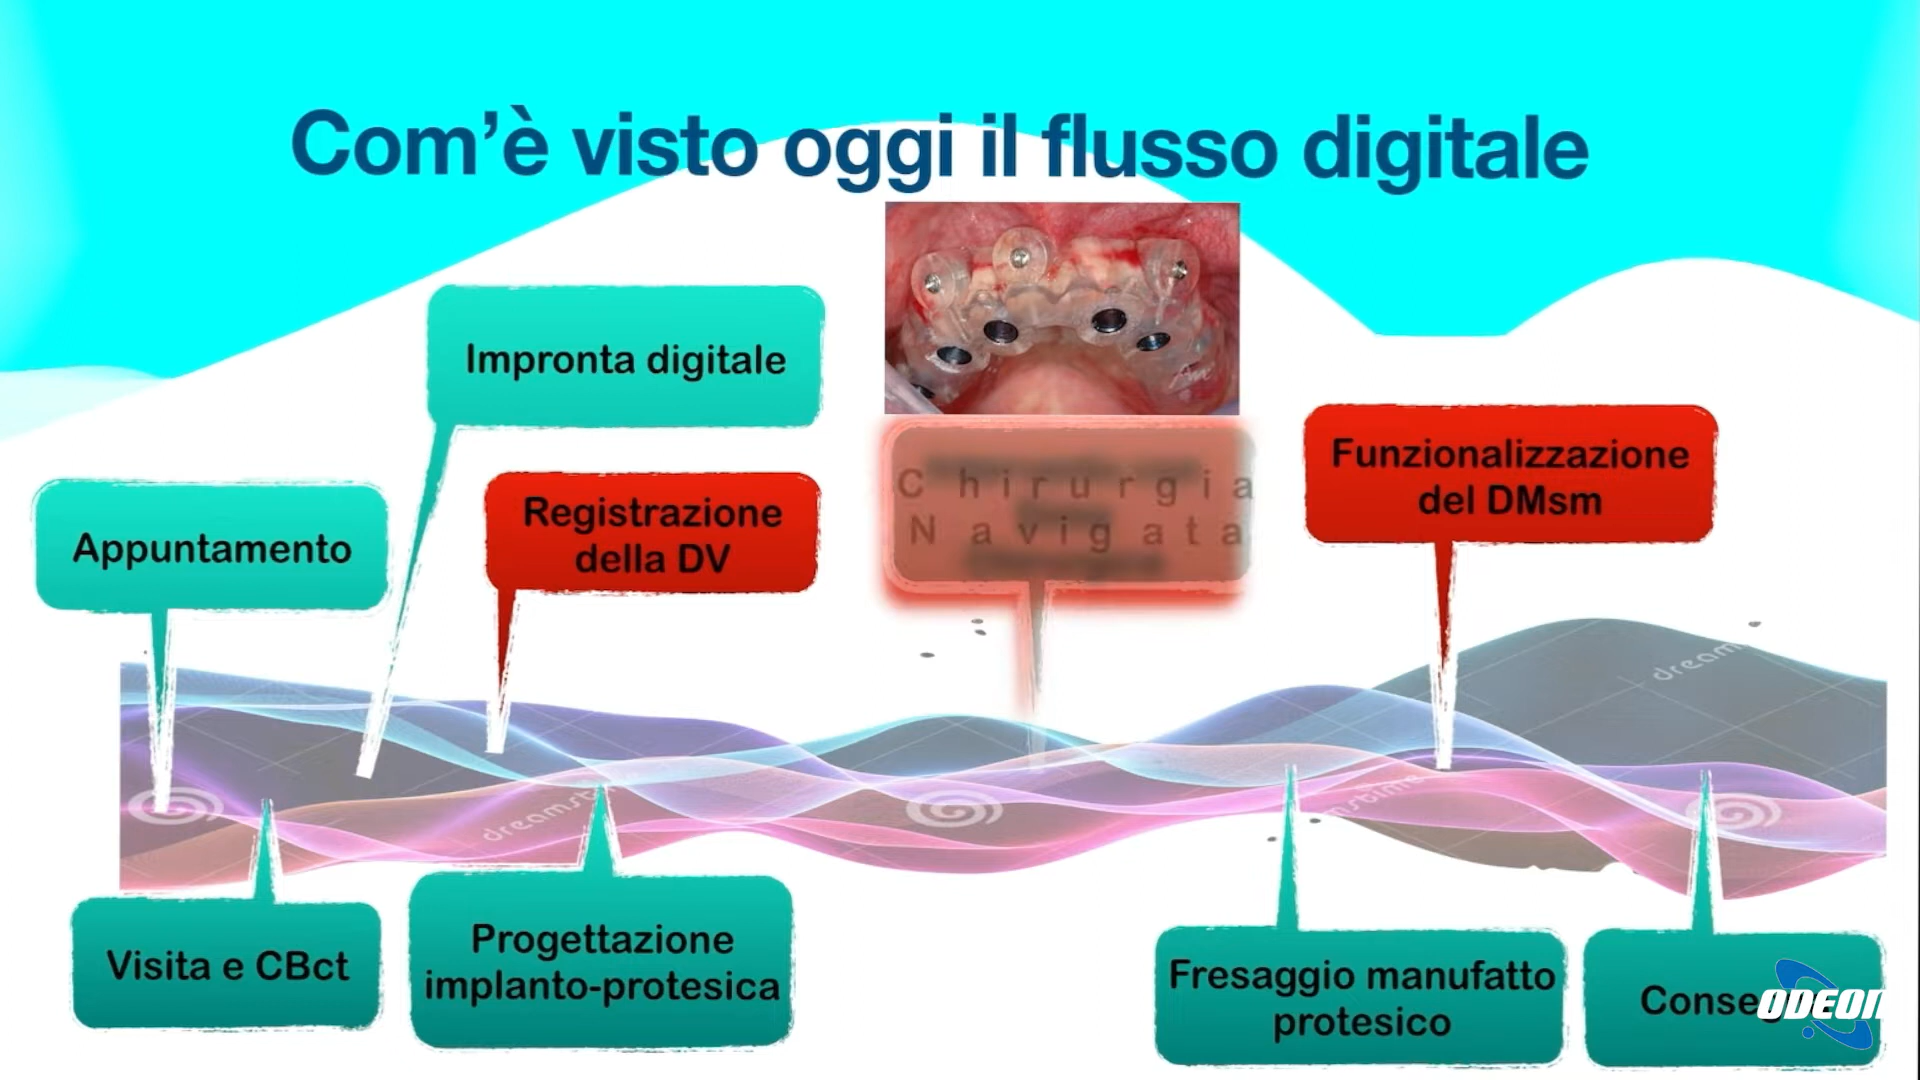 Com'è visto oggi il flusso digitale
Impronta digitale
Appuntamento
Registrazione
della DV
Chirurgia
Navigata
Funzionalizzazione
del DMsm
Visita e CBct
Progettazione
implanto-protesica
Fresaggio manufatto
protesico
ODEON
dreamstime